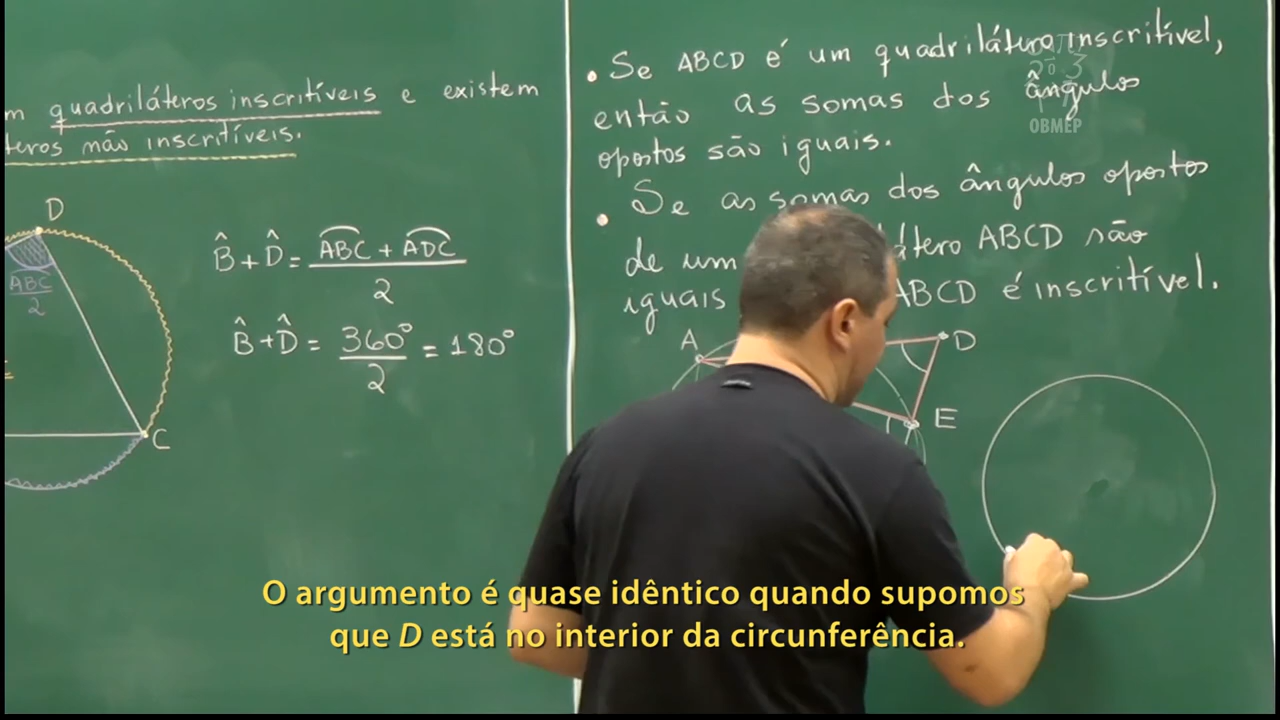 m quadriláteros inscritíveis e existem
teros não inscritíveis.
D
ABC
2
C
B̂+D̂ = ABC + ADC
2
B̂+D̂ = 360° = 180°
2
• Se ABCD é um quadrilátero inscritível,
então as somas dos ângulos
opostos são iguais.
• Se as somas dos ângulos opostos
de um látero ABCD são
iguais ABCD é inscritível.
A
D
E
OBMEP
O argumento é quase idêntico quando supomos
que D está no interior da circunferência.